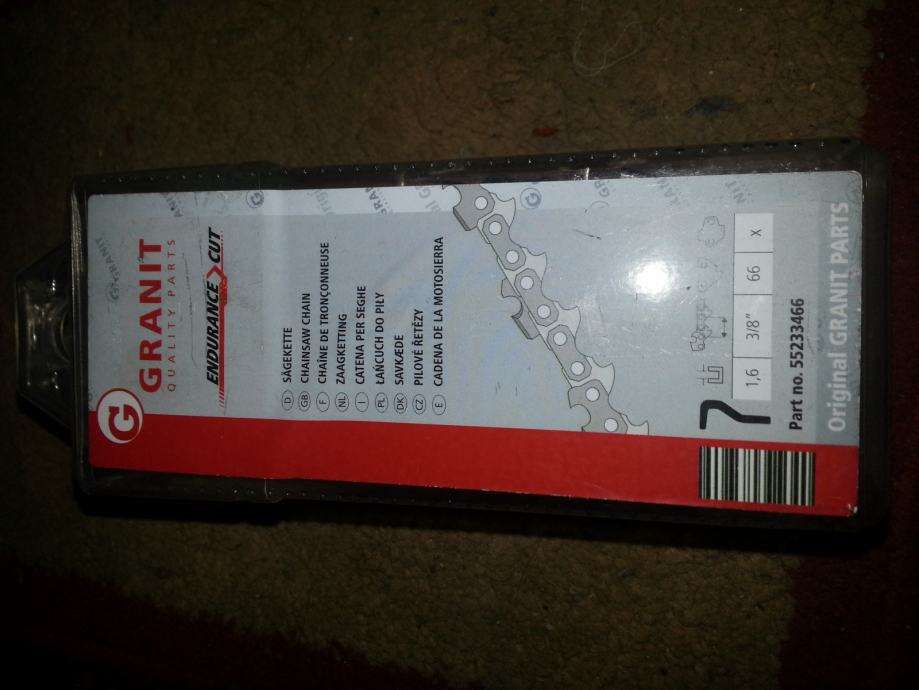 GRANIT
QUALITY PARTS
ENDURANCE CUT
D SÄGEKETTE
GB CHAINSAW CHAIN
F CHAÎNE DE TRONÇONNEUSE
NL ZAAGKETTING
I CATENA PER SEGHE
PL ŁAŃCUCH DO PIŁY
DK SAVKÆDE
CZ PILOVÉ ŘETĚZY
E CADENA DE LA MOTOSIERRA
7
1,6 3/8" 66 X
Part no. 55233466
Original GRANIT PARTS